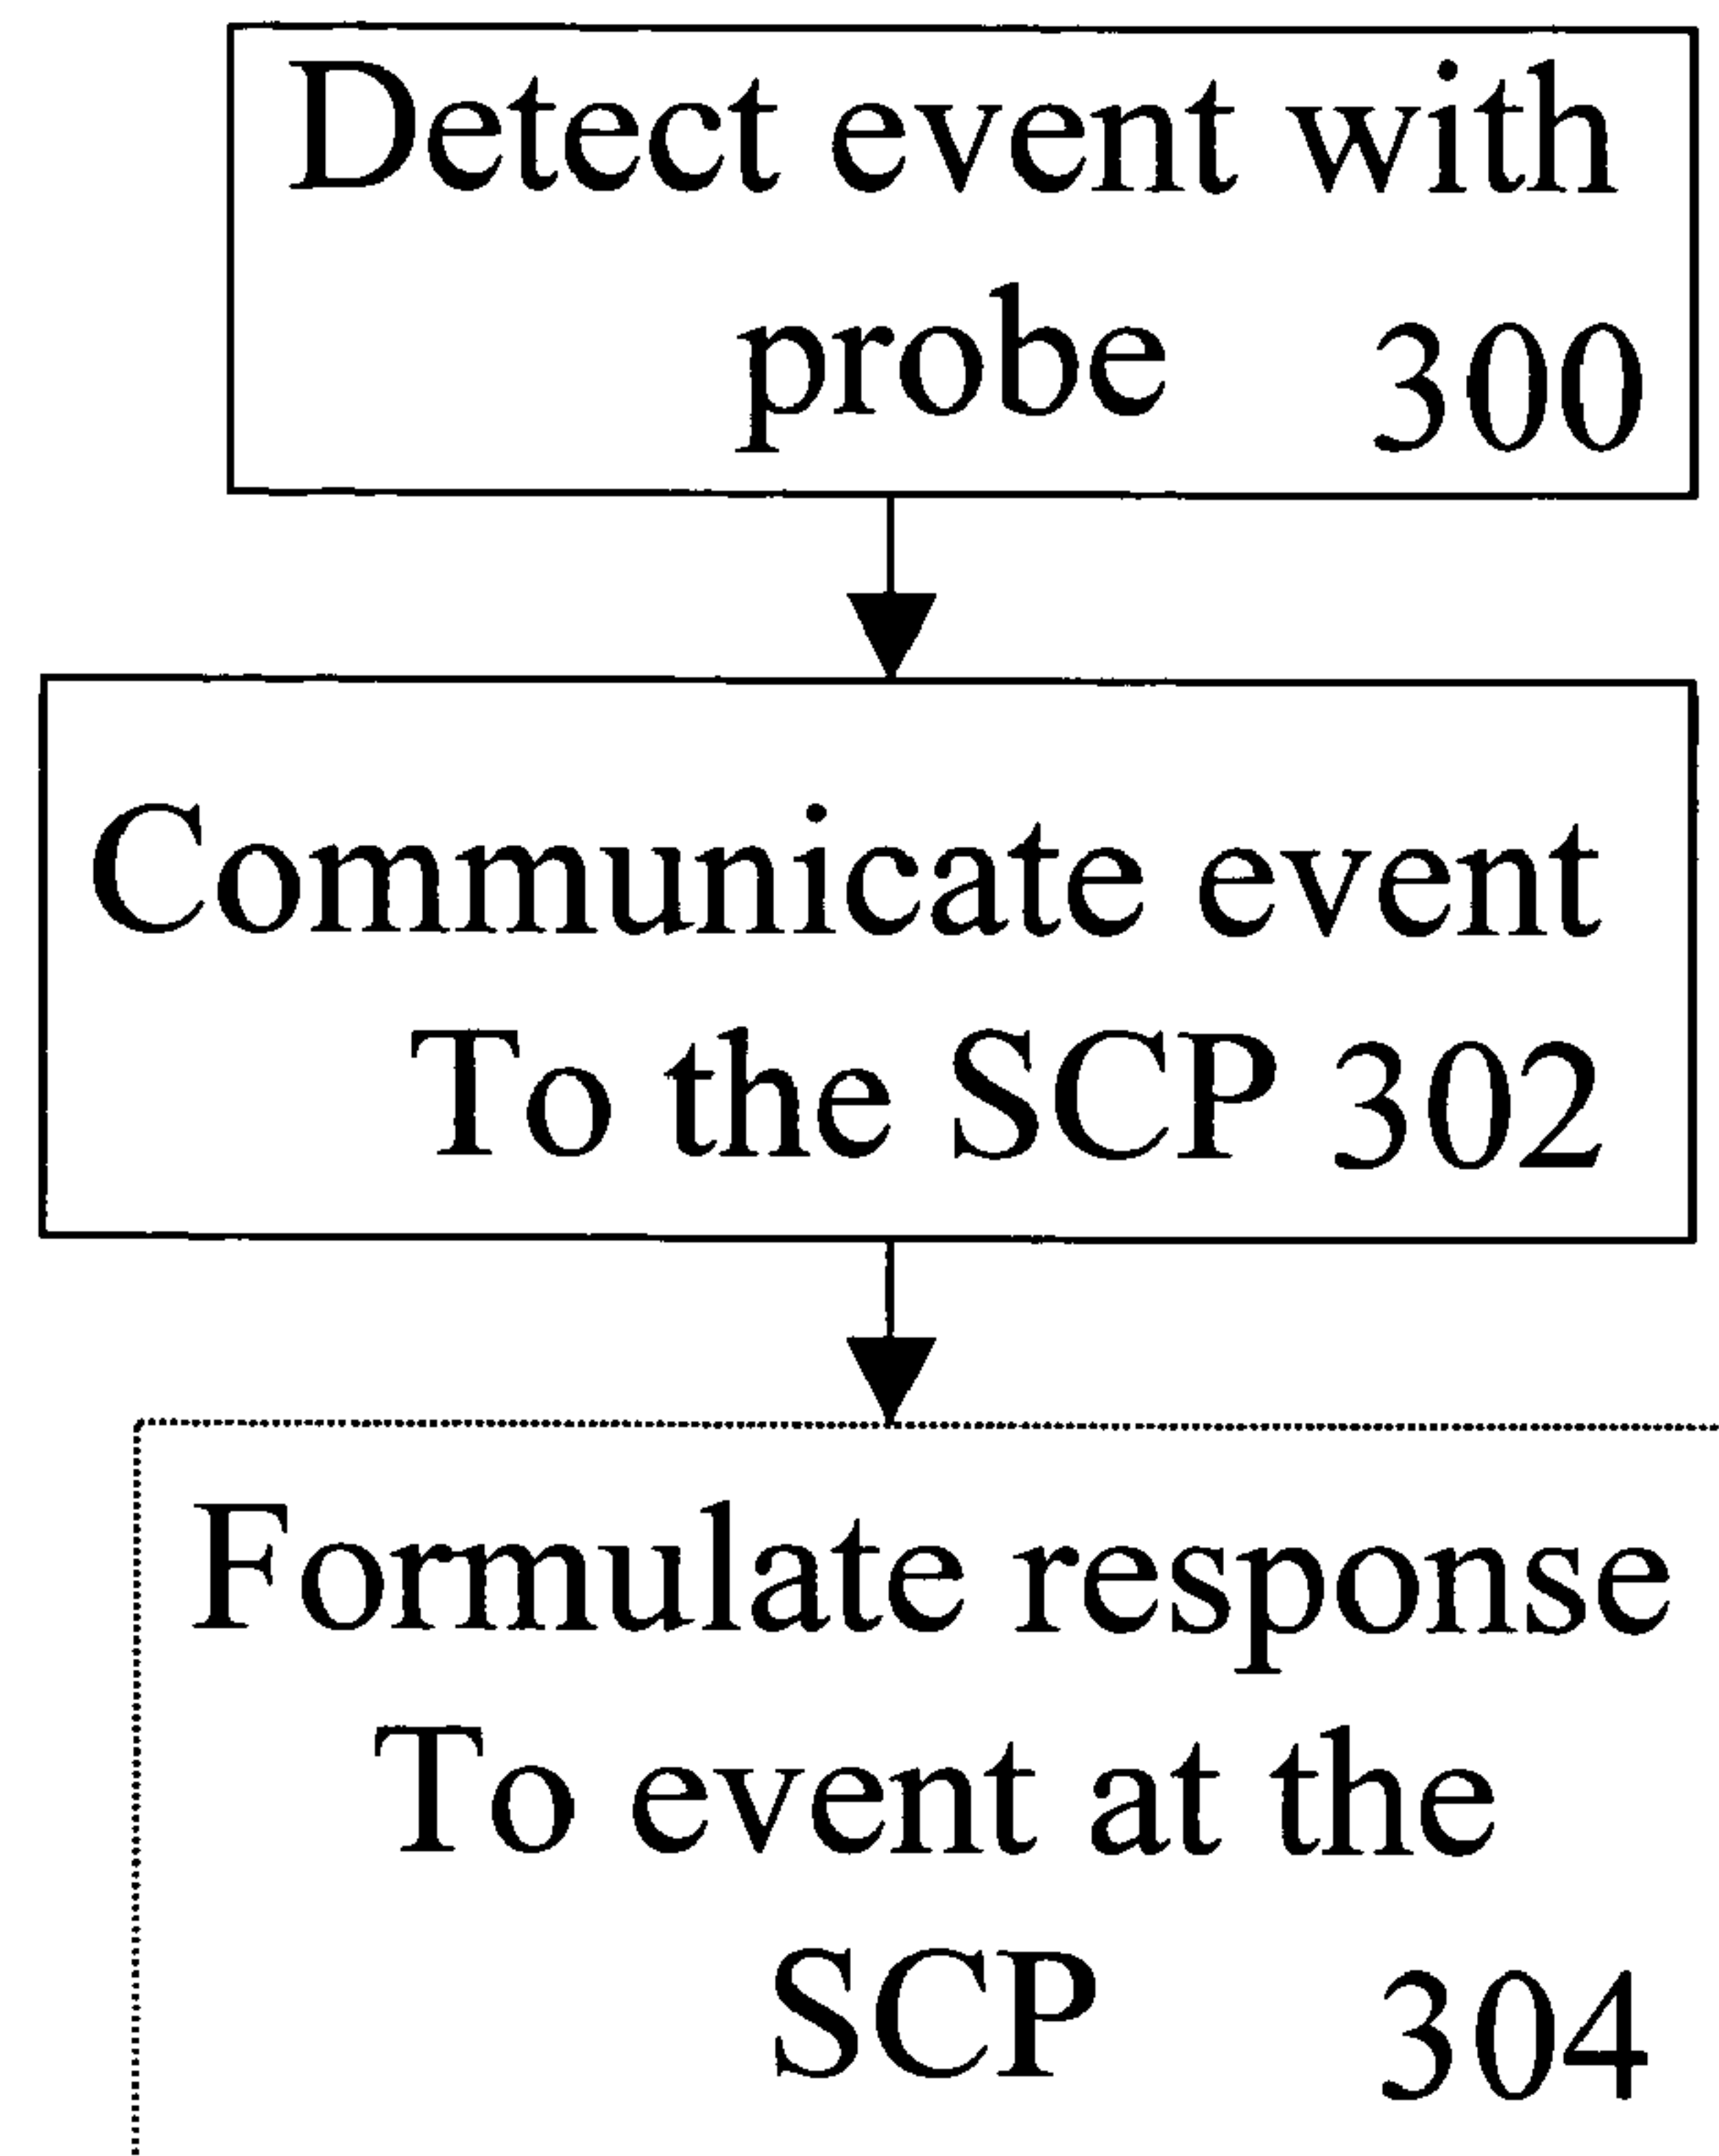 Detect event with
probe 300
Communicate event
To the SCP 302
Formulate response
To event at the
SCP 304